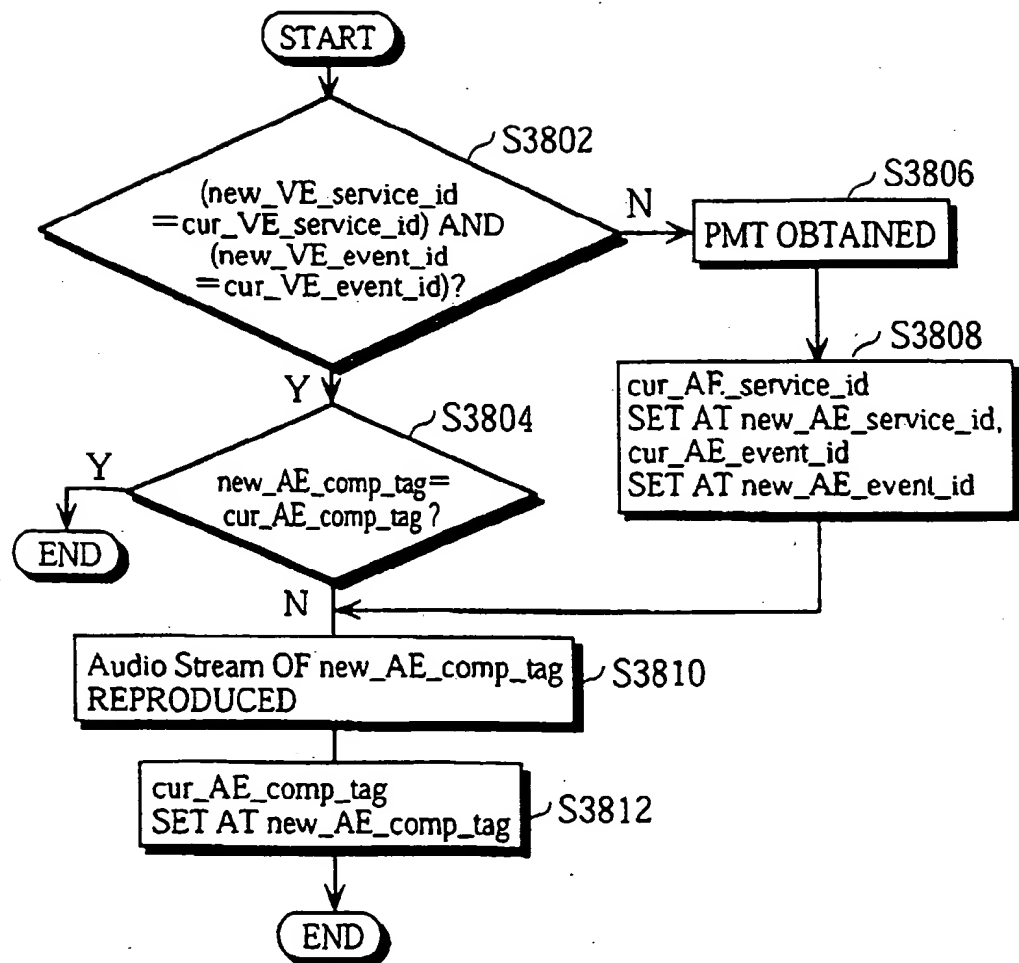 START
S3802
(new_VE_service_id
=cur_VE_service_id) AND
(new_VE_event_id
=cur_VE_event_id)?
N
S3806
PMT OBTAINED
S3808
cur_AE_service_id
SET AT new_AE_service_id,
cur_AE_event_id
SET AT new_AE_event_id
Y
S3804
new_AE_comp_tag=
cur_AE_comp_tag?
Y
END
N
Audio Stream OF new_AE_comp_tag
REPRODUCED
S3810
cur_AE_comp_tag
SET AT new_AE_comp_tag
S3812
END